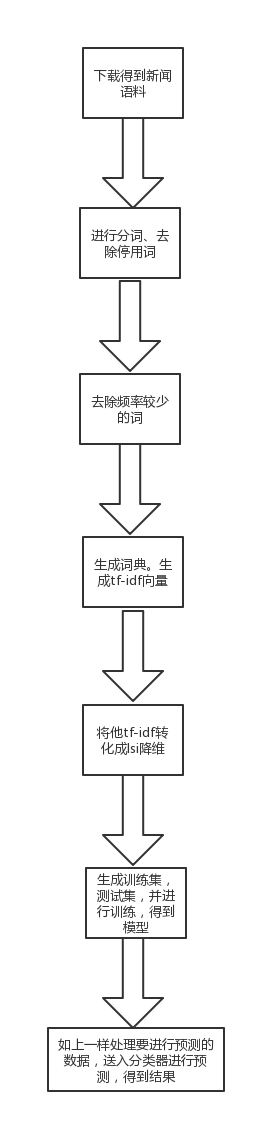 下载得到新闻
语料
进行分词、去
除停用词
去除频率较少
的词
生成词典。生
成tf-idf向量
将他tf-idf转
化成lsi降维
生成训练集，
测试集，并进
行训练，得到
模型
如上一样处理要进行预测的
数据，送入分类器进行预
测，得到结果